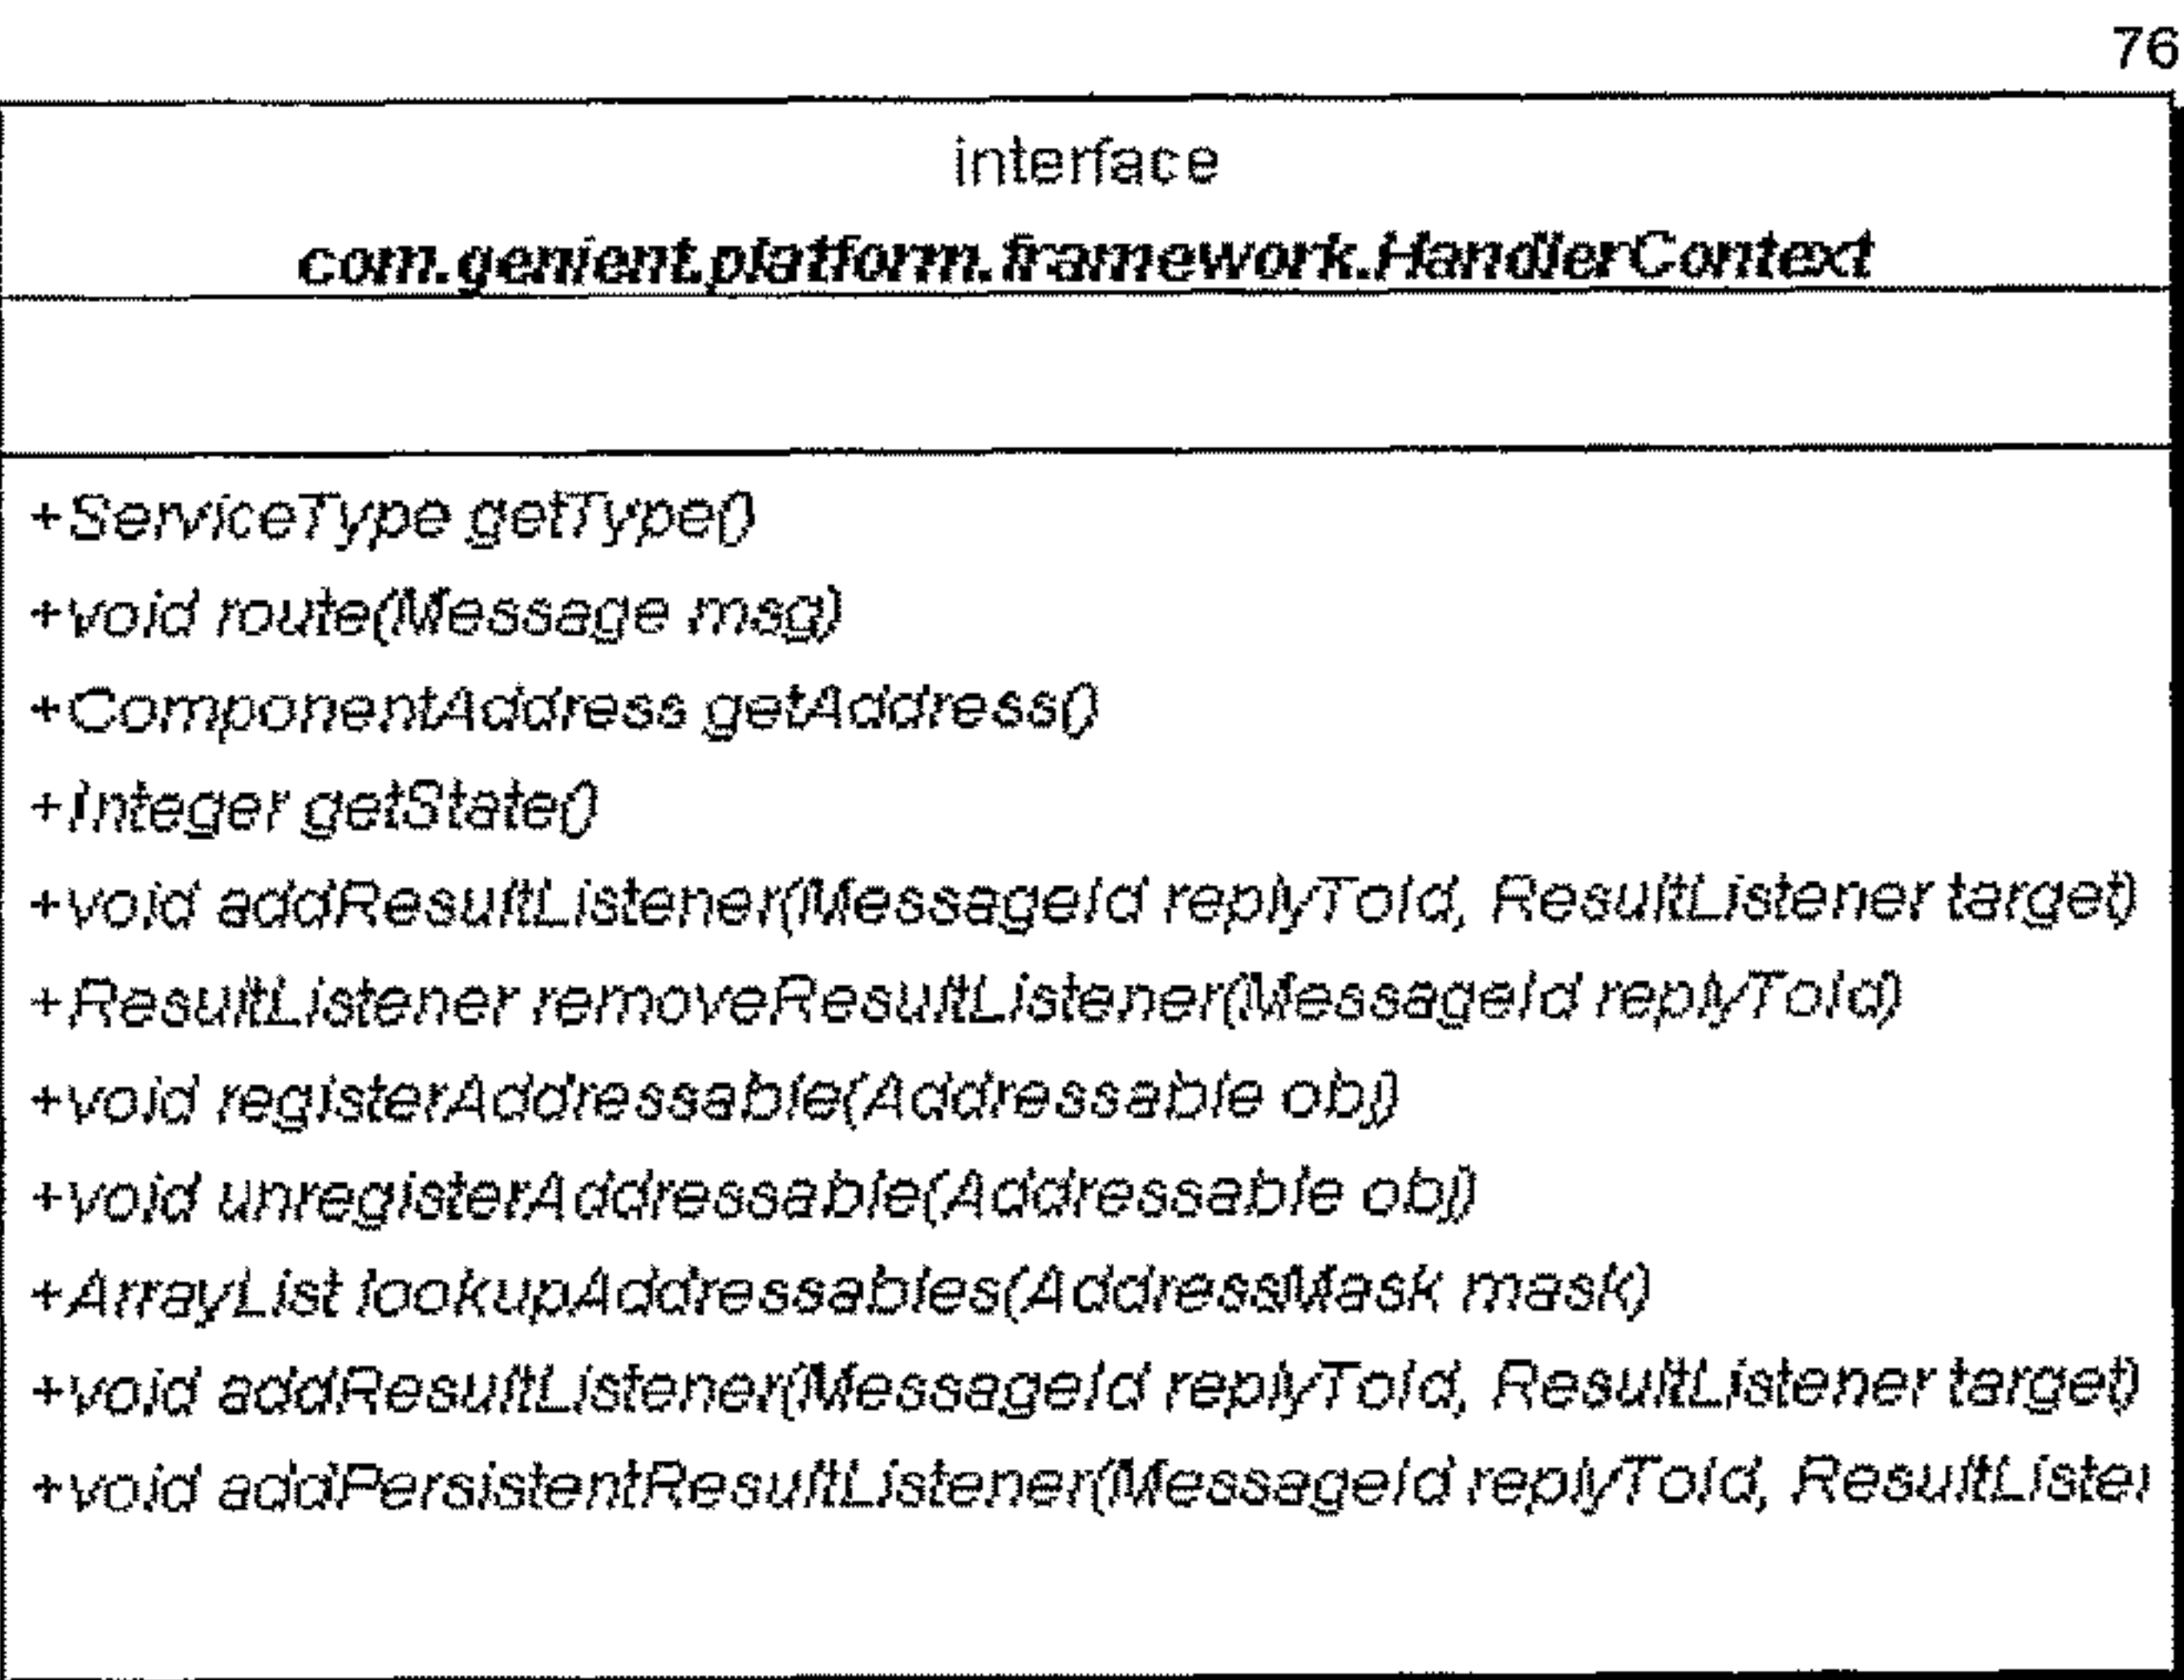 76
interface
com.genient.platform.framework.HandlerContext
+ServiceType getType()
+void route(Message msg)
+ComponentAddress getAddress()
+Integer getState()
+void addResultListener(MessageId replyToId, ResultListener target)
+ResultListener removeResultListener(MessageId replyToId)
+void registerAddressable(Addressable obj)
+void unregisterAddressable(Addressable obj)
+ArrayList lookupAddressables(AddressMask mask)
+void addResultListener(MessageId replyToId, ResultListener target)
+void addPersistentResultListener(MessageId replyToId, ResultListe